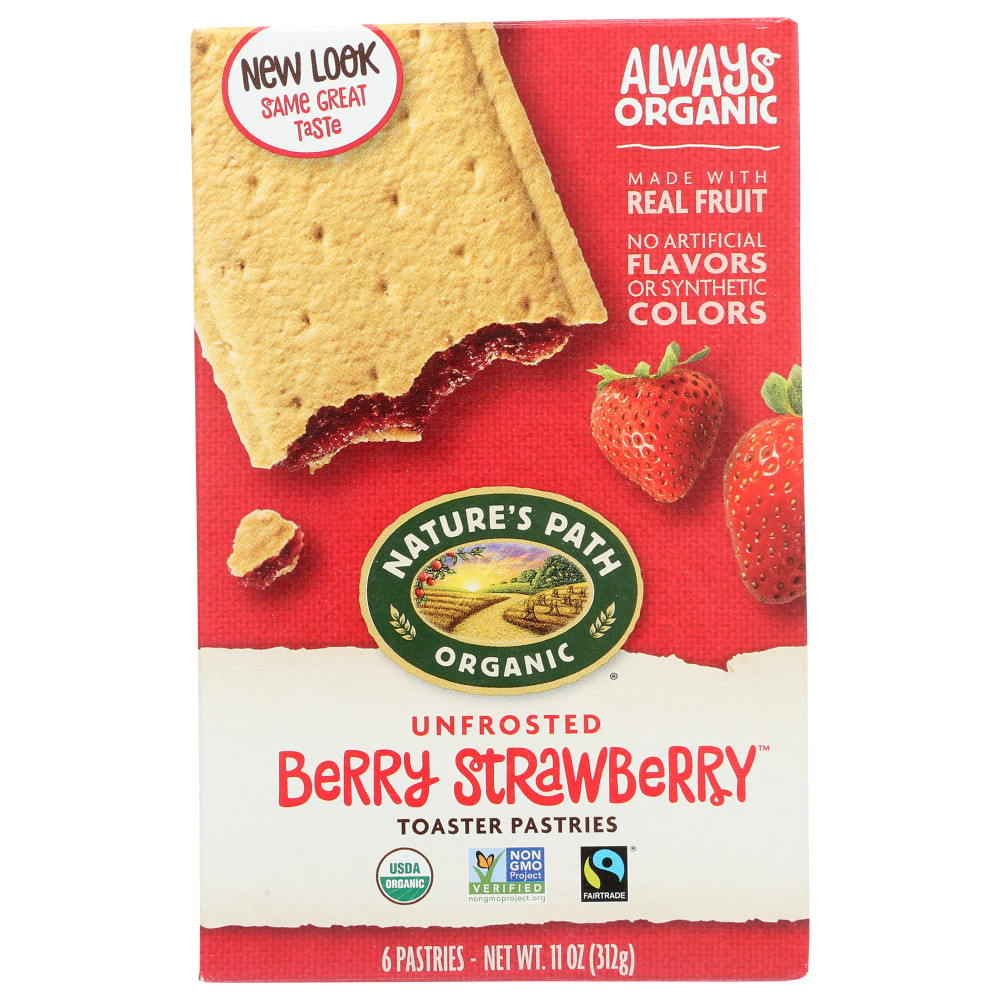 NEW LOOK
SAME GREAT
TaSTe
ALWAYS
ORGANIC
MADE WITH
REAL FRUIT
NO ARTIFICIAL
FLAVORS
OR SYNTHETIC
COLORS
NATURE'S PATH
ORGANIC
®
UNFROSTED
BeRRY STRaWBeRRY™
TOASTER PASTRIES
USDA
ORGANIC
NON
GMO
Project
VERIFIED
nongmoproject.org
®
FAIRTRADE
6 PASTRIES - NET WT. 11 OZ (312g)